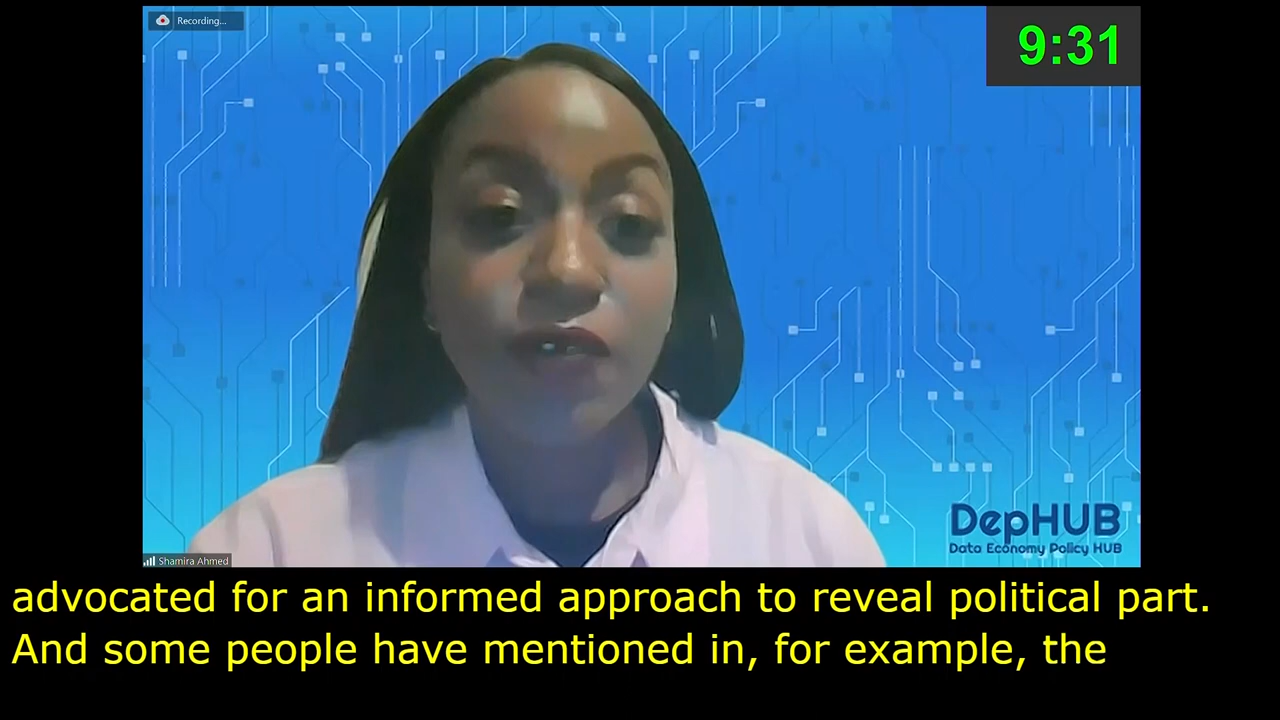 Recording...
9:31
DepHUB
Data Economy Policy HUB
Shamira Ahmed
advocated for an informed approach to reveal political part.
And some people have mentioned in, for example, the